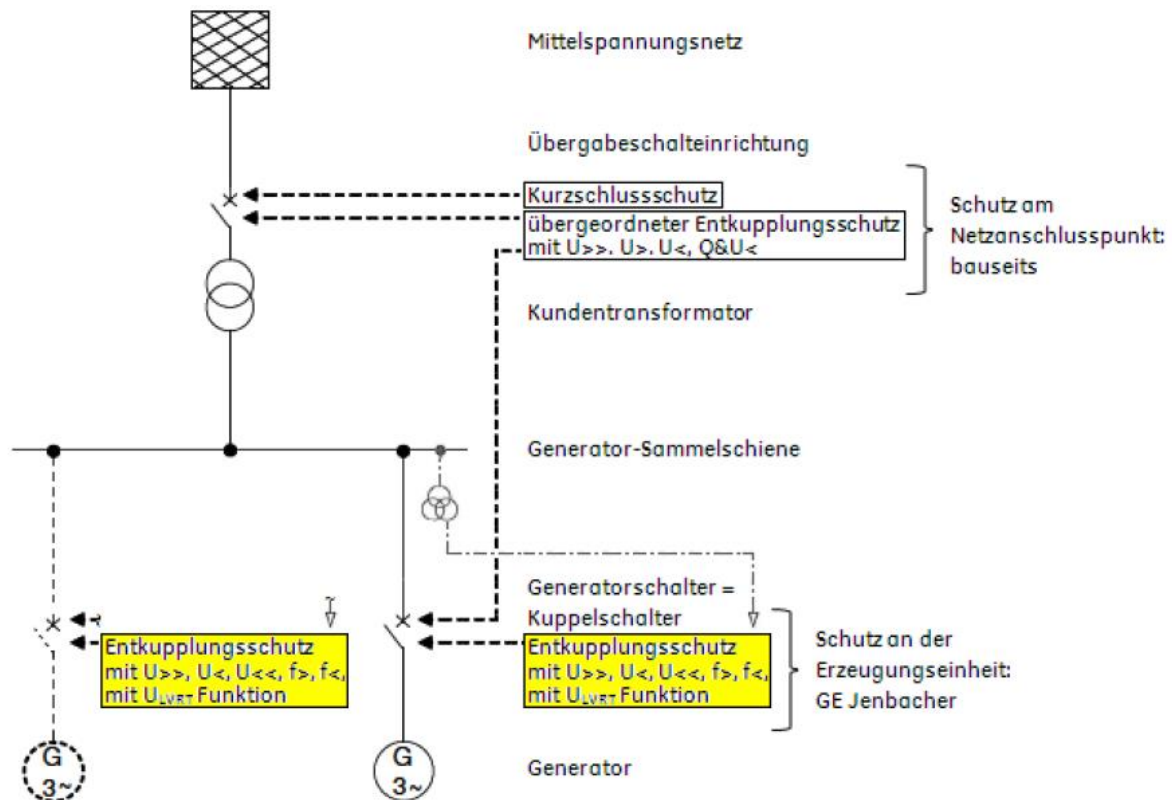 Mittelspannungsnetz
Übergabeschalteinrichtung
Kurzschlussschutz
übergeordneter Entkupplungsschutz
mit U>>. U>. U<, Q&U<
Schutz am
Netzanschlusspunkt:
bauseits
Kundentransformator
Generator-Sammelschiene
Generatorschalter =
Kuppelschalter
~
Entkupplungsschutz
mit U>>, U<, U<<, f>, f<,
mit ULVRT Funktion
Entkupplungsschutz
mit U>>, U<, U<<, f>, f<,
mit ULVRT Funktion
Schutz an der
Erzeugungseinheit:
GE Jenbacher
G
3~
G
3~
Generator